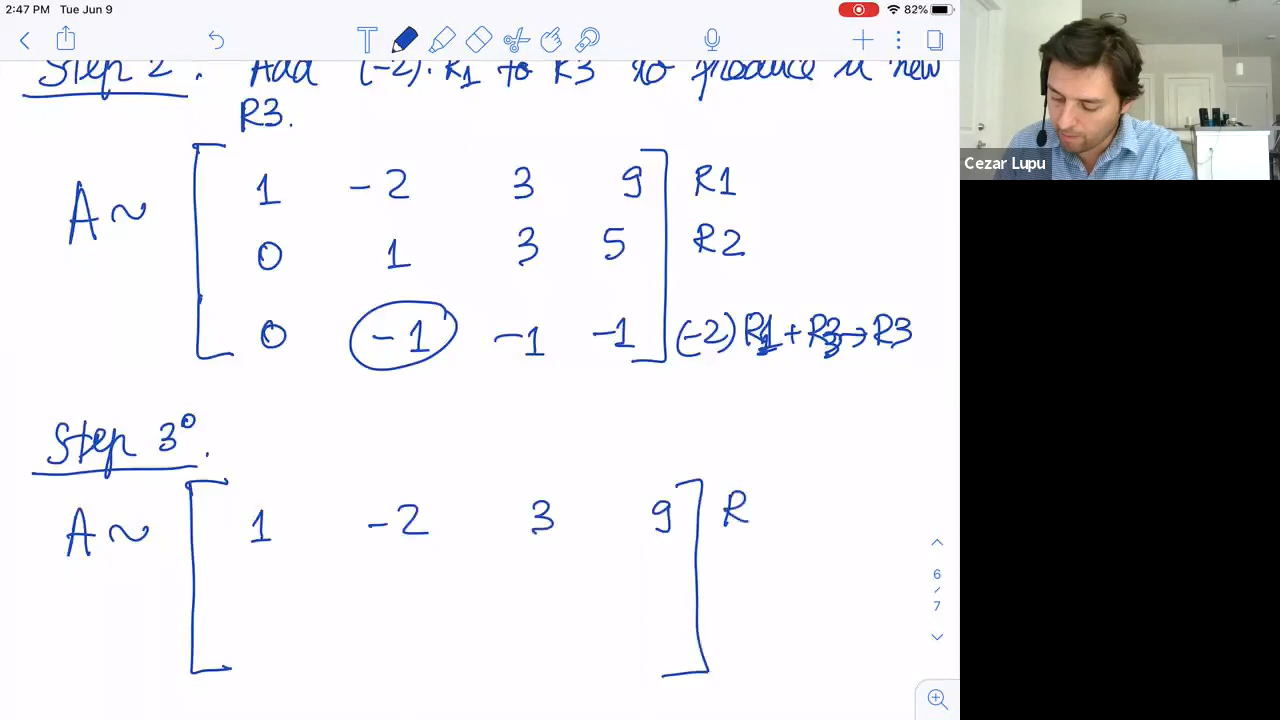 2:47 PM Tue Jun 9
82%
T
Step 2. Add (-2). R1 to R3 to produce a new
R3.
A ~ [ 1 -2 3 9 ] R1
0 1 3 5 R2
0 -1 -1 -1 (-2)R1 + R3 → R3
Step 3°.
A ~ [ 1 -2 3 9 ] R
6
/
7
Cezar Lupu